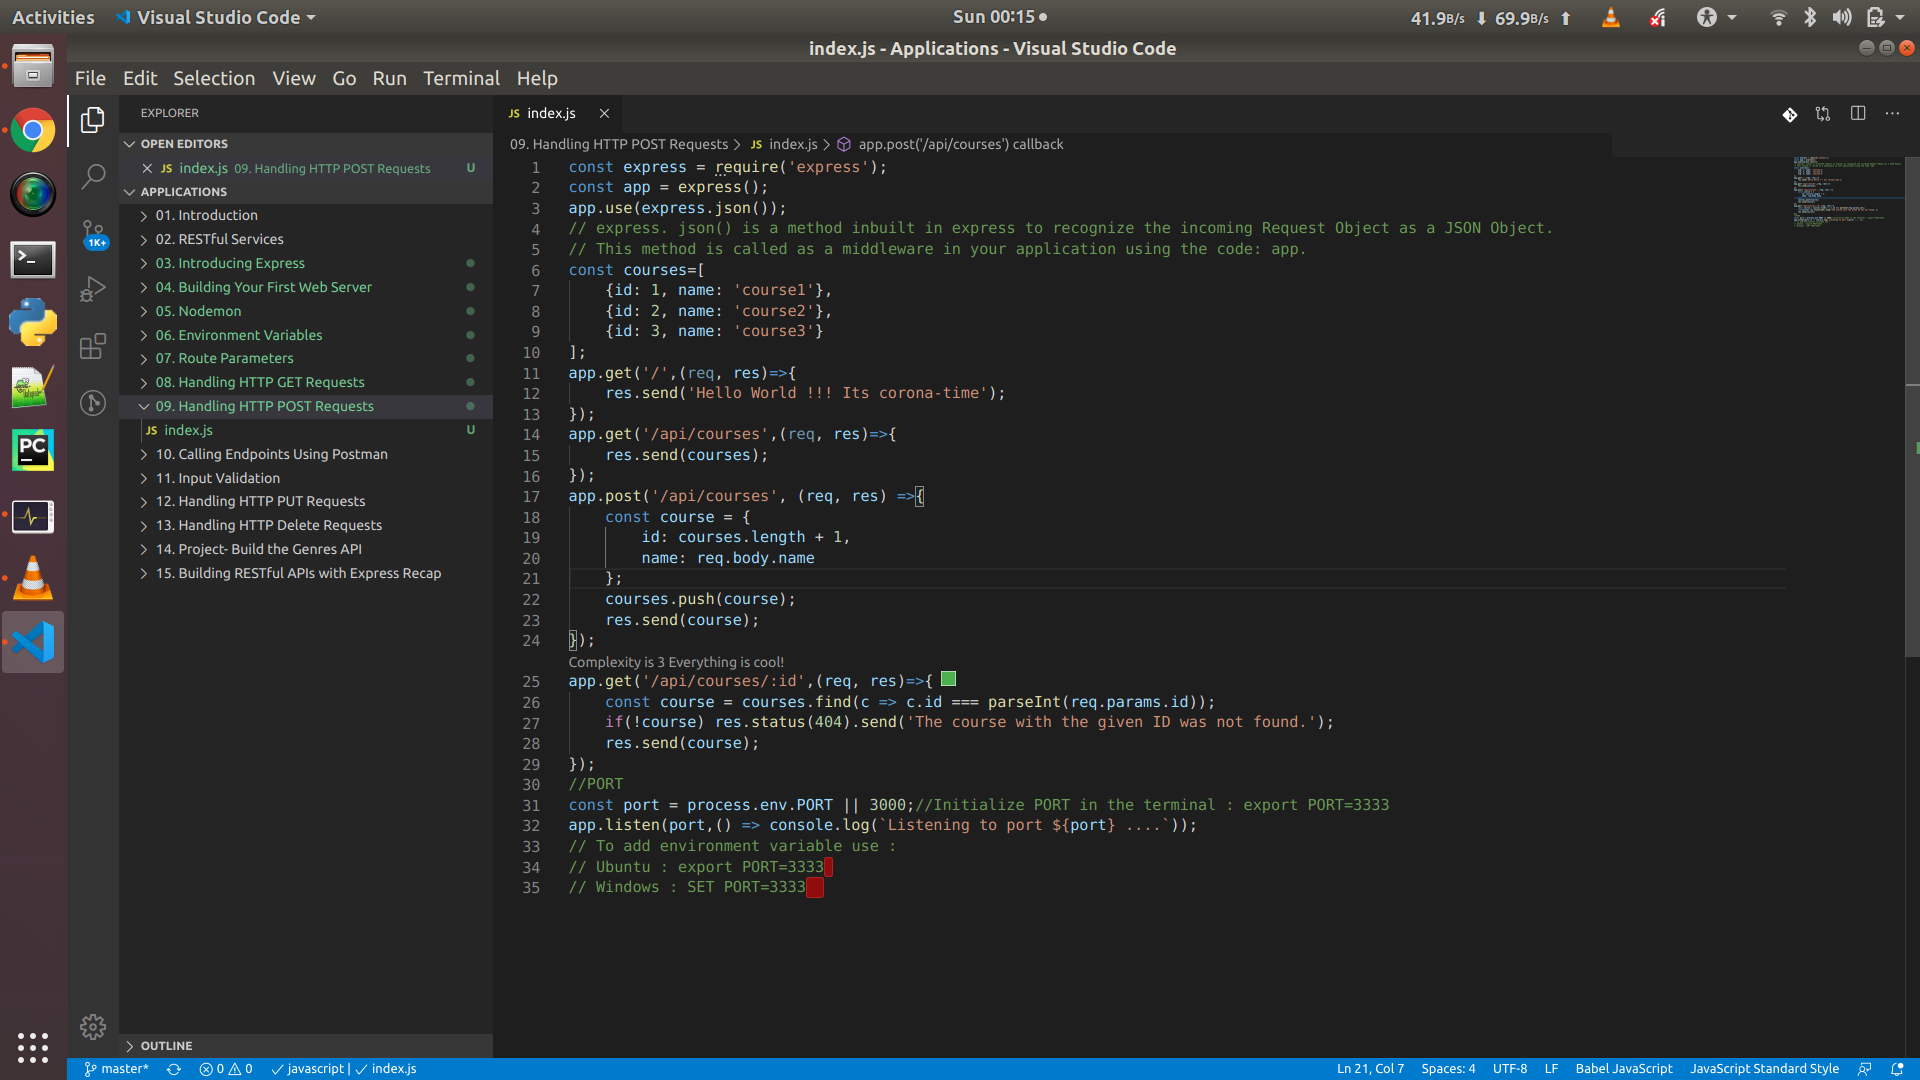 Activities Visual Studio Code Sun 00:15 41.9B/s 69.9B/s
index.js - Applications - Visual Studio Code
File Edit Selection View Go Run Terminal Help
EXPLORER
OPEN EDITORS
JS index.js 09. Handling HTTP POST Requests U
APPLICATIONS
01. Introduction
02. RESTful Services
03. Introducing Express
04. Building Your First Web Server
05. Nodemon
06. Environment Variables
07. Route Parameters
08. Handling HTTP GET Requests
09. Handling HTTP POST Requests
JS index.js U
10. Calling Endpoints Using Postman
11. Input Validation
12. Handling HTTP PUT Requests
13. Handling HTTP Delete Requests
14. Project- Build the Genres API
15. Building RESTful APIs with Express Recap
OUTLINE
1K+
PC
JS index.js
09. Handling HTTP POST Requests > JS index.js > app.post('/api/courses') callback
1 const express = require('express');
2 const app = express();
3 app.use(express.json());
4 // express. json() is a method inbuilt in express to recognize the incoming Request Object as a JSON Object.
5 // This method is called as a middleware in your application using the code: app.
6 const courses=[
7 {id: 1, name: 'course1'},
8 {id: 2, name: 'course2'},
9 {id: 3, name: 'course3'}
10 ];
11 app.get('/',(req, res)=>{
12 res.send('Hello World !!! Its corona-time');
13 });
14 app.get('/api/courses',(req, res)=>{
15 res.send(courses);
16 });
17 app.post('/api/courses', (req, res) =>{
18 const course = {
19 id: courses.length + 1,
20 name: req.body.name
21 };
22 courses.push(course);
23 res.send(course);
24 });
Complexity is 3 Everything is cool!
25 app.get('/api/courses/:id',(req, res)=>{
26 const course = courses.find(c => c.id === parseInt(req.params.id));
27 if(!course) res.status(404).send('The course with the given ID was not found.');
28 res.send(course);
29 });
30 //PORT
31 const port = process.env.PORT || 3000;//Initialize PORT in the terminal : export PORT=3333
32 app.listen(port,() => console.log(`Listening to port ${port} ....`));
33 // To add environment variable use :
34 // Ubuntu : export PORT=3333
35 // Windows : SET PORT=3333
master* 0 0 javascript | index.js Ln 21, Col 7 Spaces: 4 UTF-8 LF Babel JavaScript JavaScript Standard Style